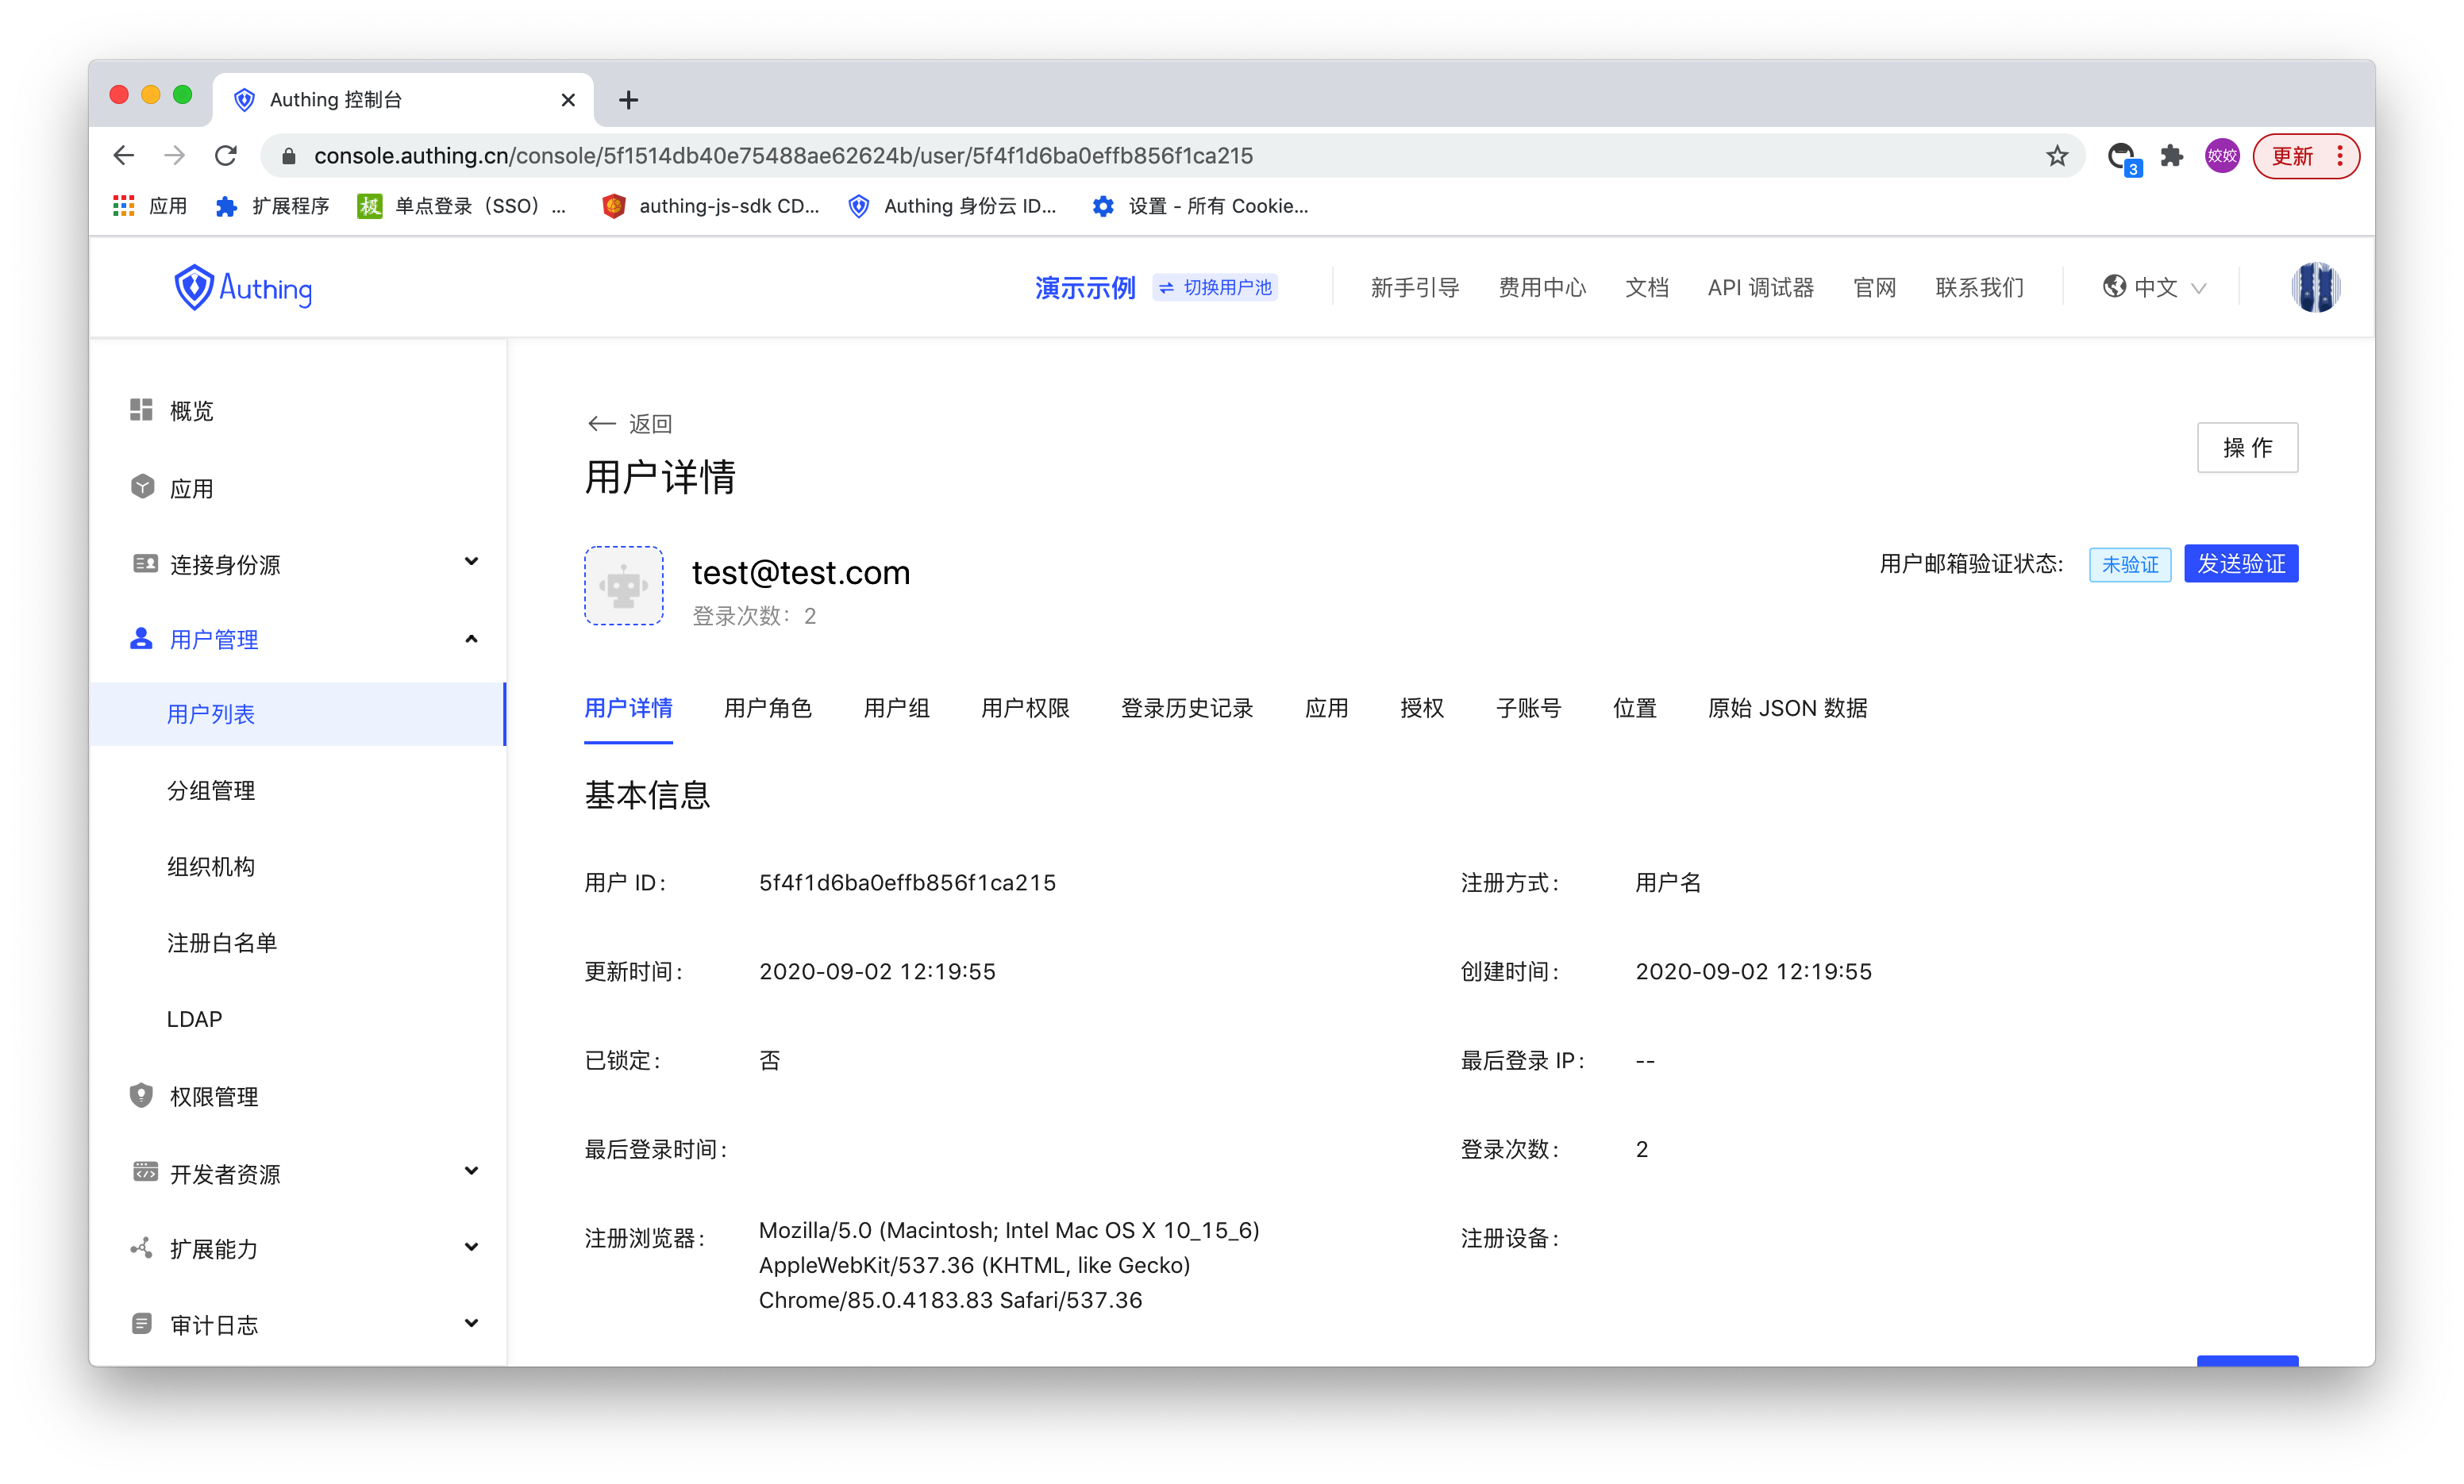 Authing 控制台
console.authing.cn/console/5f1514db40e75488ae62624b/user/5f4f1d6ba0effb856f1ca215
3
姣姣
更新
应用
扩展程序
极
单点登录（SSO）...
authing-js-sdk CD...
Authing 身份云 ID...
设置 - 所有 Cookie...
Authing
演示示例
切换用户池
新手引导
费用中心
文档
API 调试器
官网
联系我们
中文
概览
应用
连接身份源
用户管理
用户列表
分组管理
组织机构
注册白名单
LDAP
权限管理
开发者资源
扩展能力
审计日志
返回
用户详情
操 作
test@test.com
登录次数：2
用户邮箱验证状态:
未验证
发送验证
用户详情
用户角色
用户组
用户权限
登录历史记录
应用
授权
子账号
位置
原始 JSON 数据
基本信息
用户 ID： 5f4f1d6ba0effb856f1ca215
注册方式： 用户名
更新时间： 2020-09-02 12:19:55
创建时间： 2020-09-02 12:19:55
已锁定： 否
最后登录 IP： --
最后登录时间：
登录次数： 2
注册浏览器： Mozilla/5.0 (Macintosh; Intel Mac OS X 10_15_6)
AppleWebKit/537.36 (KHTML, like Gecko)
Chrome/85.0.4183.83 Safari/537.36
注册设备：